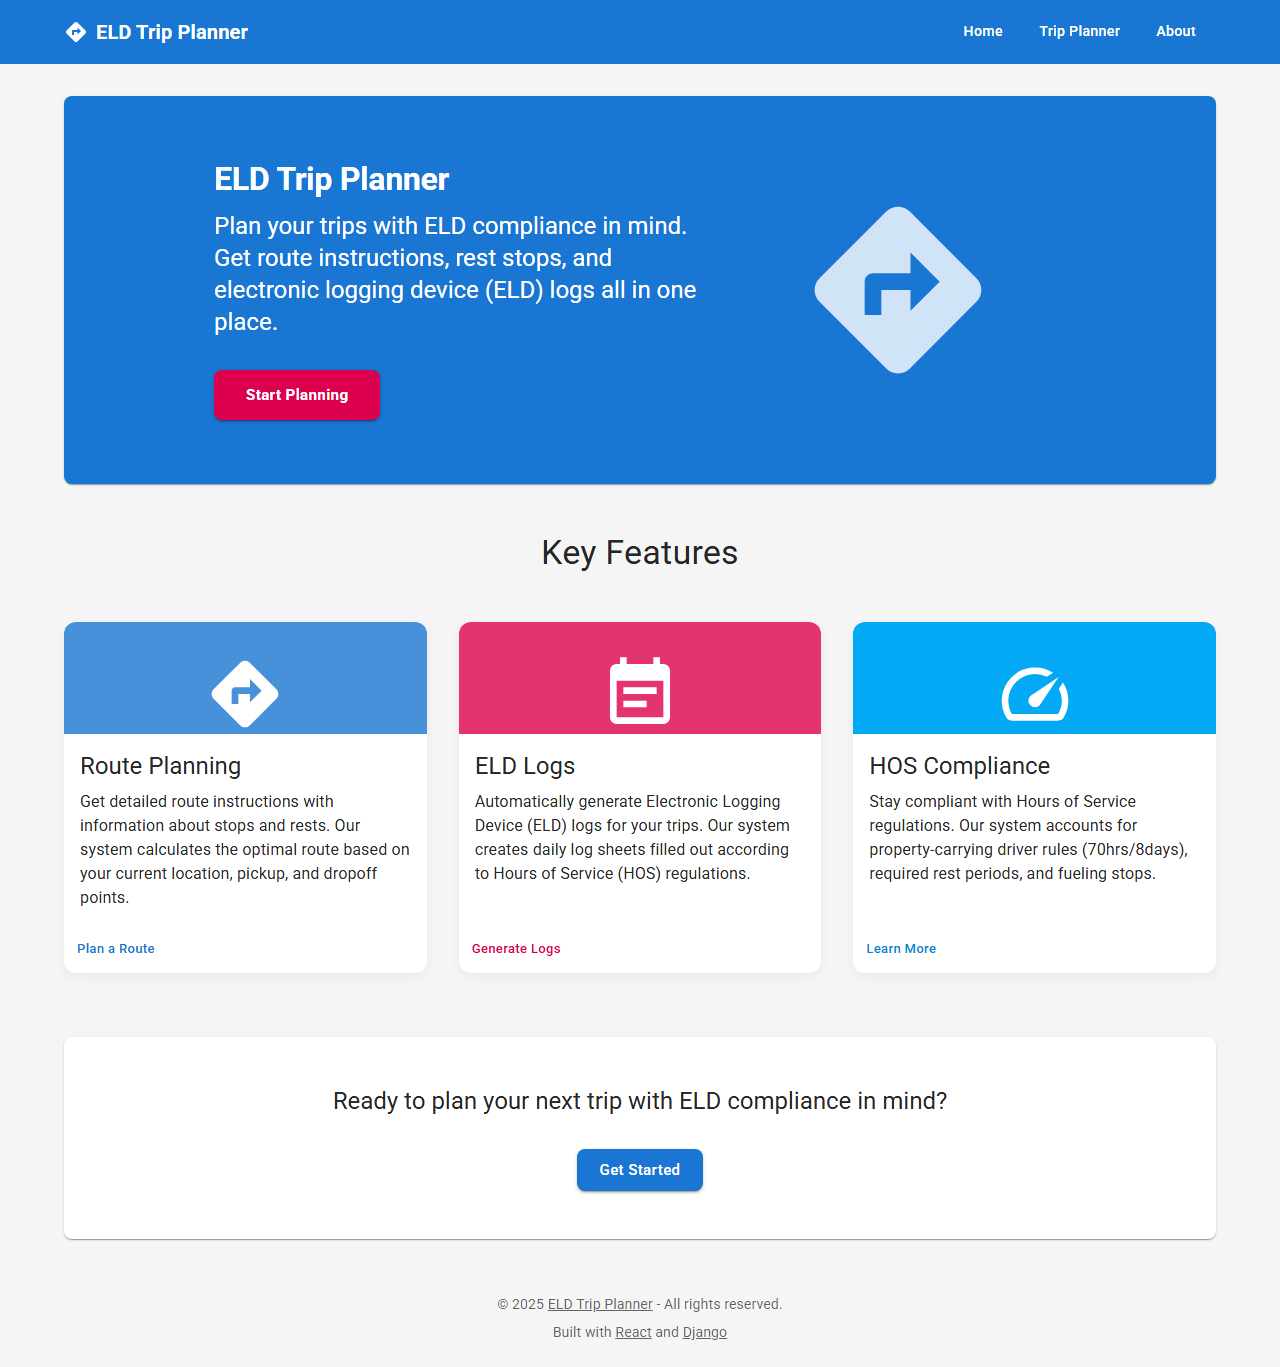 ELD Trip Planner
Home
Trip Planner
About
ELD Trip Planner
Plan your trips with ELD compliance in mind.
Get route instructions, rest stops, and
electronic logging device (ELD) logs all in one
place.
Start Planning
Key Features
Route Planning
Get detailed route instructions with
information about stops and rests. Our
system calculates the optimal route based on
your current location, pickup, and dropoff
points.
Plan a Route
ELD Logs
Automatically generate Electronic Logging
Device (ELD) logs for your trips. Our system
creates daily log sheets filled out according
to Hours of Service (HOS) regulations.
Generate Logs
HOS Compliance
Stay compliant with Hours of Service
regulations. Our system accounts for
property-carrying driver rules (70hrs/8days),
required rest periods, and fueling stops.
Learn More
Ready to plan your next trip with ELD compliance in mind?
Get Started
© 2025 ELD Trip Planner - All rights reserved.
Built with React and Django